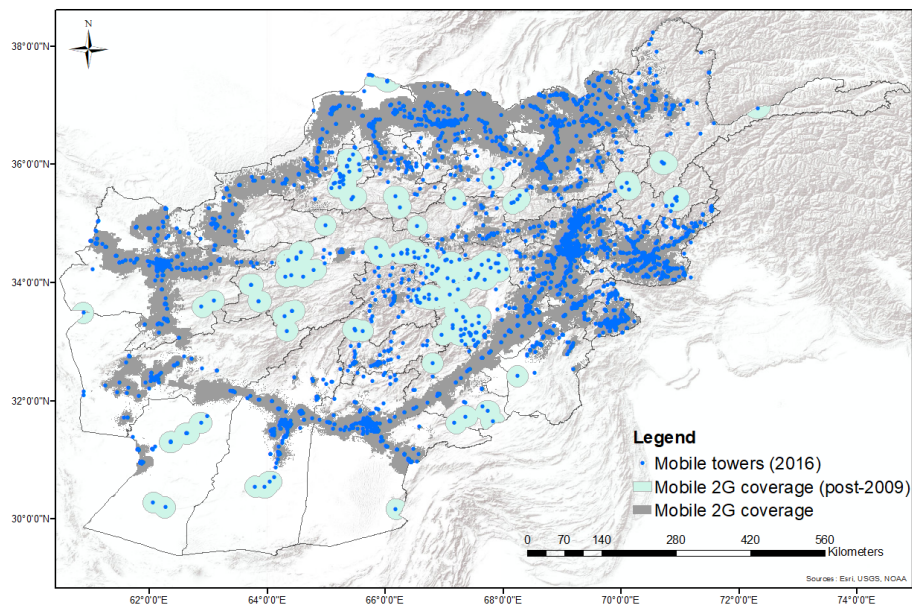 N
38°0'0"N
36°0'0"N
34°0'0"N
32°0'0"N
30°0'0"N
Legend
Mobile towers (2016)
Mobile 2G coverage (post-2009)
Mobile 2G coverage
0 70 140 280 420 560
Kilometers
Sources: Esri, USGS, NOAA
62°0'0"E 64°0'0"E 66°0'0"E 68°0'0"E 70°0'0"E 72°0'0"E 74°0'0"E